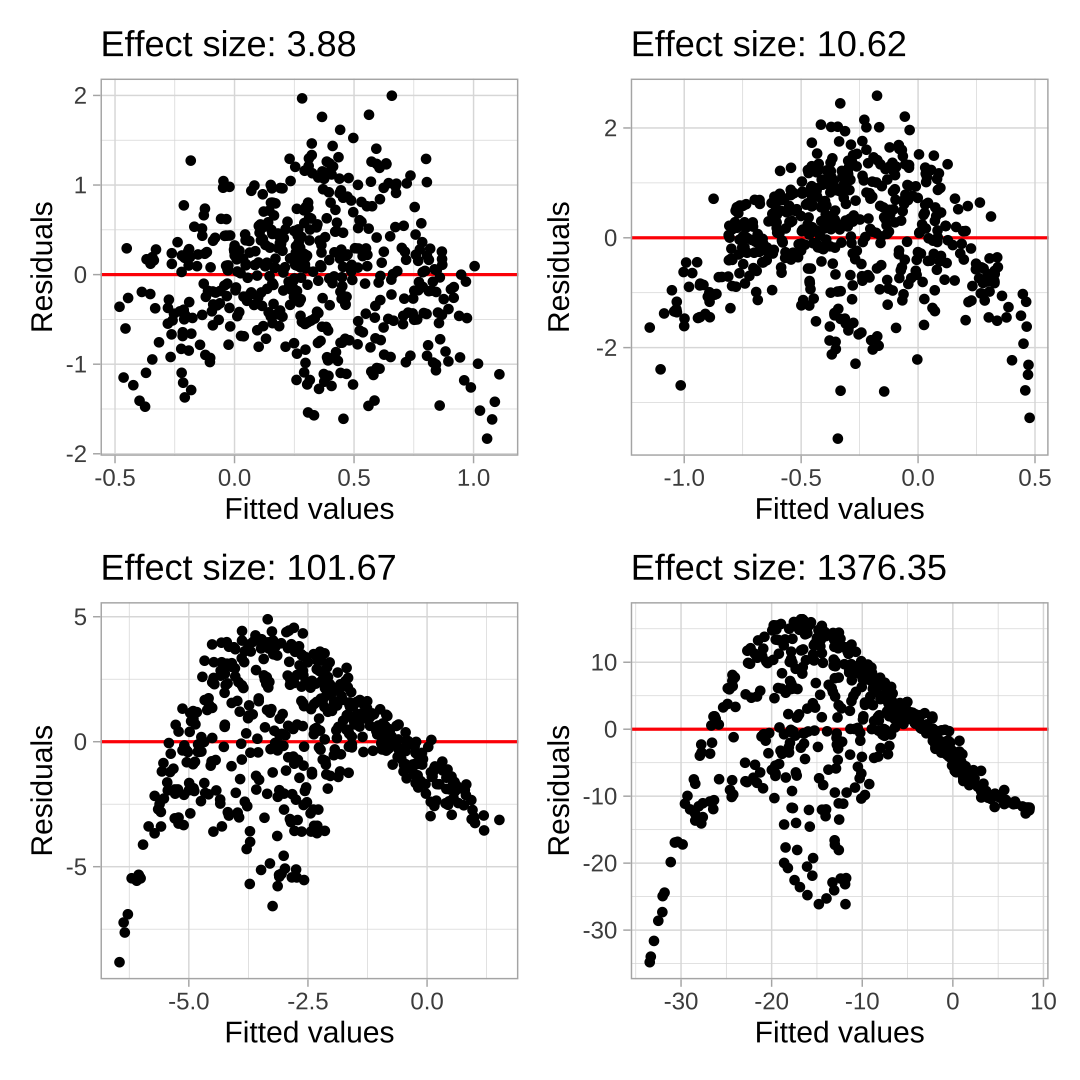 Effect size: 3.88
2
1
0
-1
-2
Residuals
-0.5
0.0
0.5
1.0
Fitted values
Effect size: 10.62
2
0
-2
Residuals
-1.0
-0.5
0.0
0.5
Fitted values
Effect size: 101.67
5
0
-5
Residuals
-5.0
-2.5
0.0
Fitted values
Effect size: 1376.35
10
0
-10
-20
-30
Residuals
-30
-20
-10
0
10
Fitted values